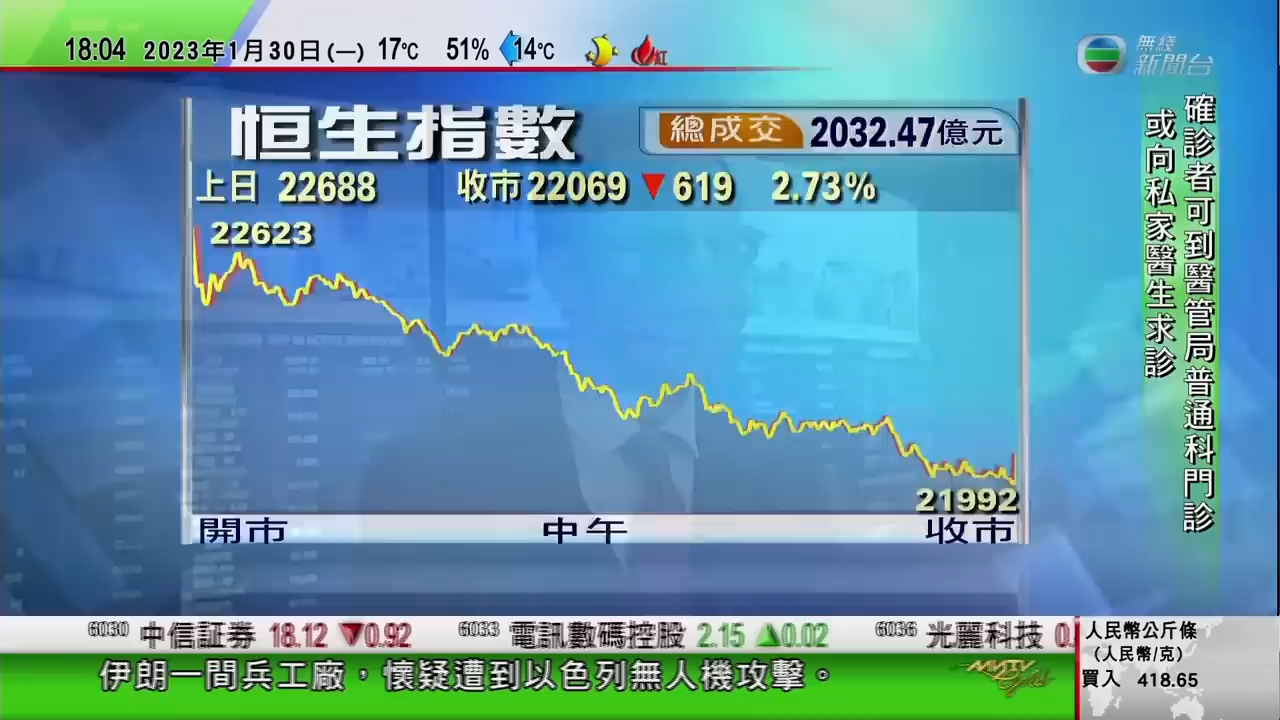 18:04 2023年1月30日(一) 17℃ 51% 14℃ 紅
無綫
新聞台
恒生指數
總成交 2032.47億元
上日 22688 收市22069 ▼619 2.73%
22623
21992
開市 中午 收市
確診者可到醫管局普通科門診
或向私家醫生求診
6030 中信証券 18.12 ▼0.92 6033 電訊數碼控股 2.15 ▲0.02 6036 光麗科技
伊朗一間兵工廠，懷疑遭到以色列無人機攻擊。
人民幣公斤條
(人民幣/克)
買入 418.65